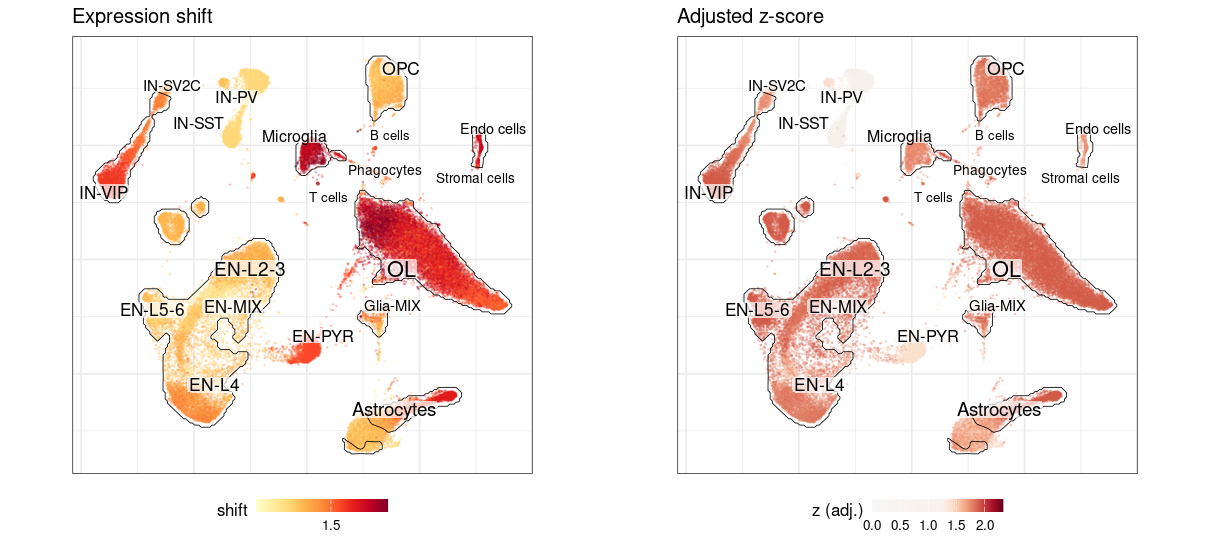 Expression shift
OPC
IN-SV2C
IN-PV
IN-SST
Endo cells
Microglia
B cells
Phagocytes
Stromal cells
IN-VIP
T cells
EN-L2-3
OL
EN-L5-6
EN-MIX
Glia-MIX
EN-PYR
EN-L4
Astrocytes
shift
1.5
Adjusted z-score
OPC
IN-SV2C
IN-PV
IN-SST
Endo cells
Microglia
B cells
Phagocytes
Stromal cells
IN-VIP
T cells
EN-L2-3
OL
EN-L5-6
EN-MIX
Glia-MIX
EN-PYR
EN-L4
Astrocytes
z (adj.)
0.0 0.5 1.0 1.5 2.0